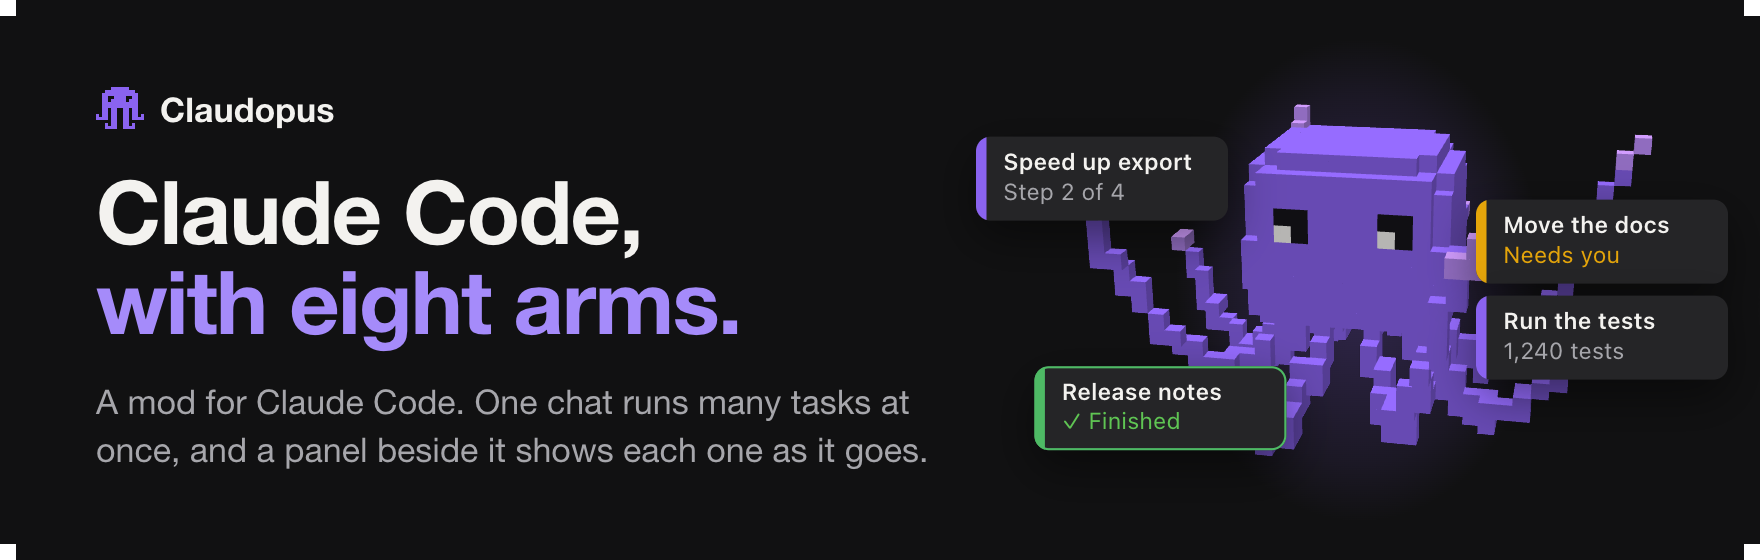 Claudopus
Claude Code,
with eight arms.
A mod for Claude Code. One chat runs many tasks at
once, and a panel beside it shows each one as it goes.
Speed up export
Step 2 of 4
Move the docs
Needs you
Run the tests
1,240 tests
Release notes
✓ Finished